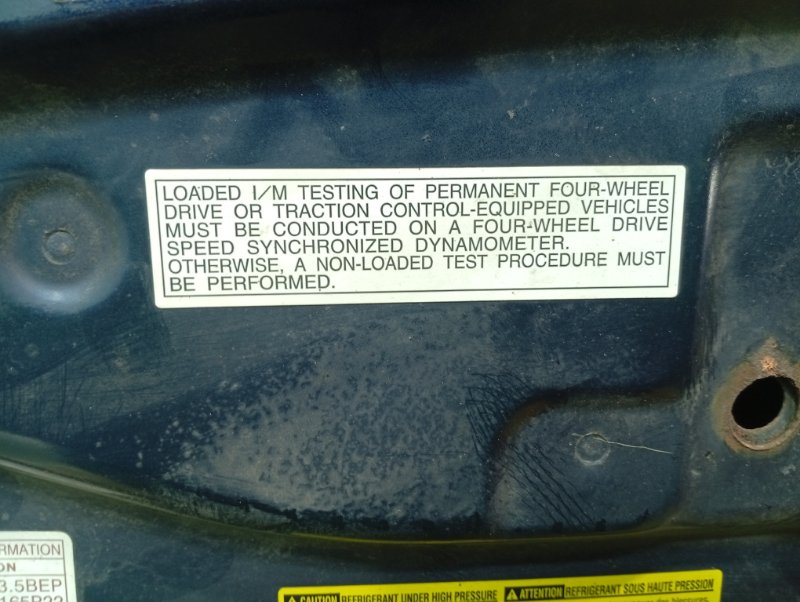 LOADED I/M TESTING OF PERMANENT FOUR-WHEEL
DRIVE OR TRACTION CONTROL-EQUIPPED VEHICLES
MUST BE CONDUCTED ON A FOUR-WHEEL DRIVE
SPEED SYNCHRONIZED DYNAMOMETER.
OTHERWISE, A NON-LOADED TEST PROCEDURE MUST
BE PERFORMED.
RMATION
ON
3.5BEP
CAUTION REFRIGERANT UNDER HIGH PRESSURE
ATTENTION REFRIGERANT SOUS HAUTE PRESSION